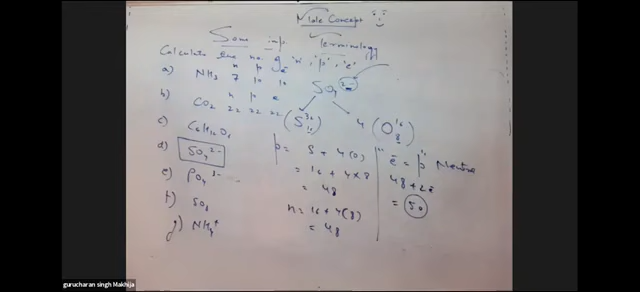 Mole Concept
Some imp Terminology
Calculate the no of 'n', 'p', 'e'
n p e
a) NH3 7 10 10
SO4 2-
n p e
b) CO2 22 22 22
S 32 16
4 (O 16 8)
c) C6H12O6
p = S + 4(O)
= 16 + 4 x 8
= 48
n = 16 + 4(8)
= 48
e = p Neutral
48 + 2e
= 50
d) SO4 2-
e) PO4 3-
f) SO3
g) NH4+
gurucharan singh Makhija